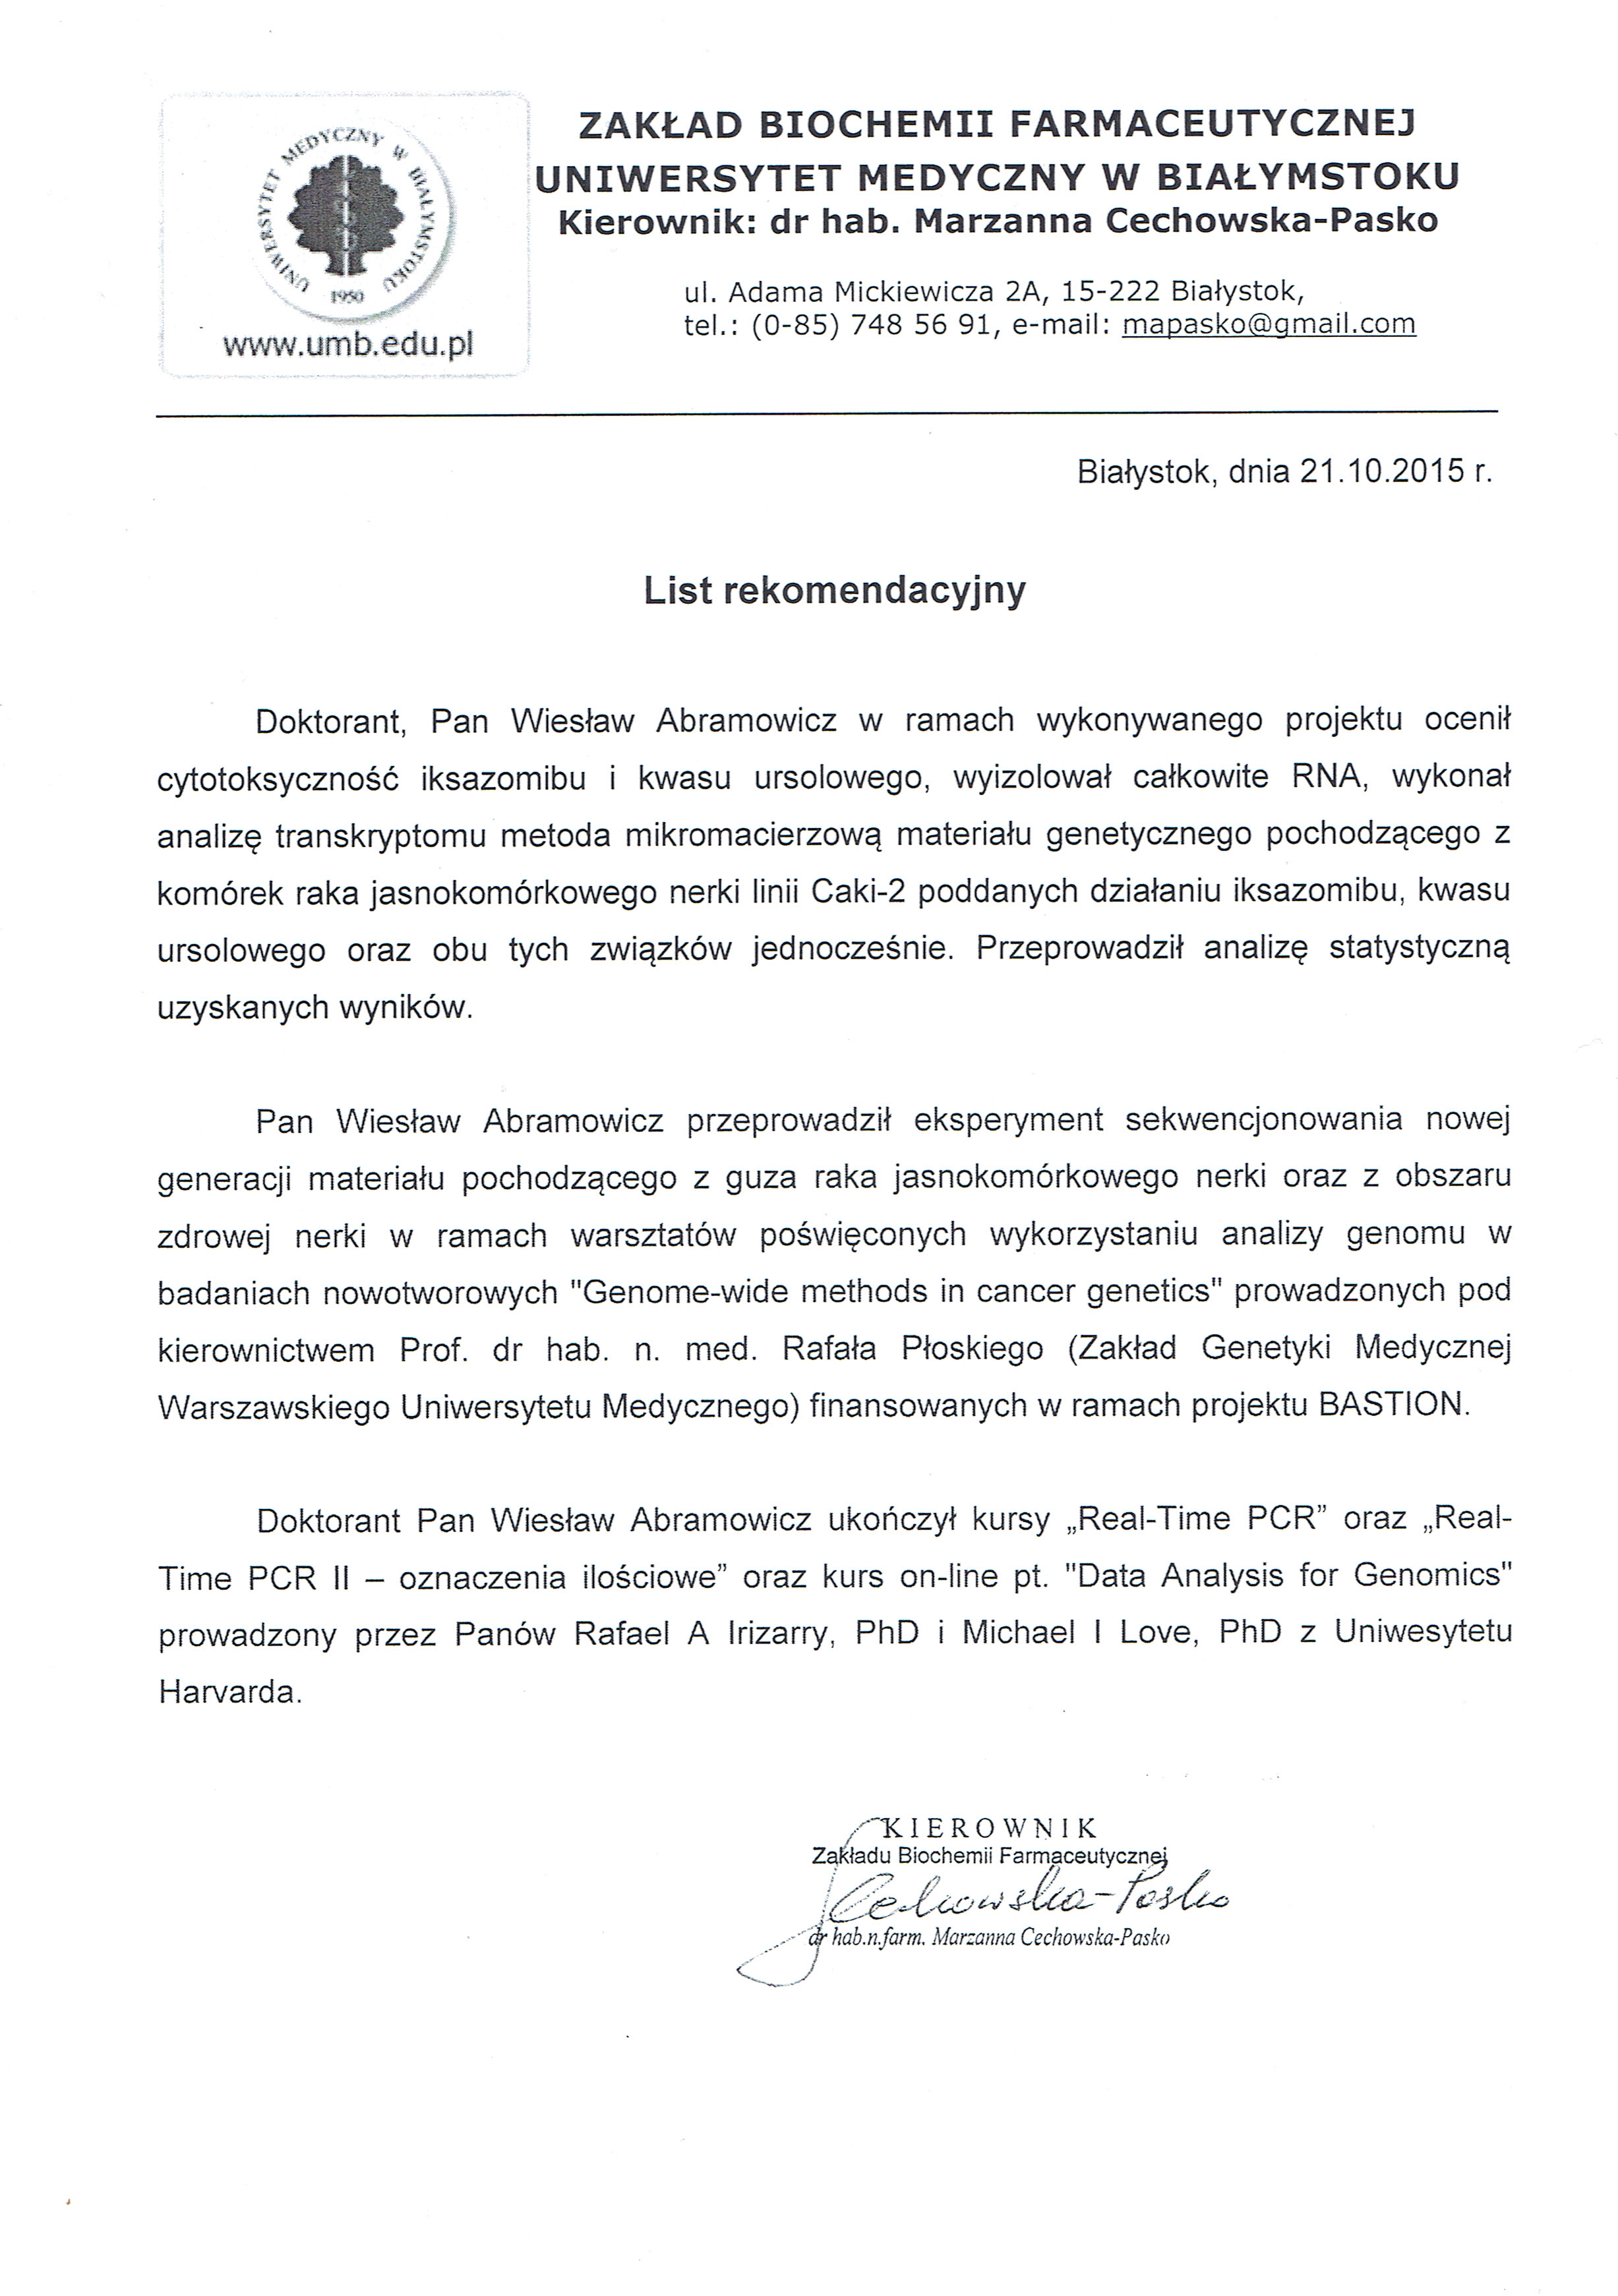 UNIWERSYTET MEDYCZNY W BIAŁYMSTOKU
1950
www.umb.edu.pl
ZAKŁAD BIOCHEMII FARMACEUTYCZNEJ
UNIWERSYTET MEDYCZNY W BIAŁYMSTOKU
Kierownik: dr hab. Marzanna Cechowska-Pasko
ul. Adama Mickiewicza 2A, 15-222 Białystok,
tel.: (0-85) 748 56 91, e-mail: mapasko@gmail.com
Białystok, dnia 21.10.2015 r.
List rekomendacyjny
Doktorant, Pan Wiesław Abramowicz w ramach wykonywanego projektu ocenił
cytotoksyczność iksazomibu i kwasu ursolowego, wyizolował całkowite RNA, wykonał
analizę transkryptomu metoda mikromacierzową materiału genetycznego pochodzącego z
komórek raka jasnokomórkowego nerki linii Caki-2 poddanych działaniu iksazomibu, kwasu
ursolowego oraz obu tych związków jednocześnie. Przeprowadził analizę statystyczną
uzyskanych wyników.
Pan Wiesław Abramowicz przeprowadził eksperyment sekwencjonowania nowej
generacji materiału pochodzącego z guza raka jasnokomórkowego nerki oraz z obszaru
zdrowej nerki w ramach warsztatów poświęconych wykorzystaniu analizy genomu w
badaniach nowotworowych "Genome-wide methods in cancer genetics" prowadzonych pod
kierownictwem Prof. dr hab. n. med. Rafała Płoskiego (Zakład Genetyki Medycznej
Warszawskiego Uniwersytetu Medycznego) finansowanych w ramach projektu BASTION.
Doktorant Pan Wiesław Abramowicz ukończył kursy „Real-Time PCR” oraz „Real-
Time PCR II – oznaczenia ilościowe” oraz kurs on-line pt. "Data Analysis for Genomics"
prowadzony przez Panów Rafael A Irizarry, PhD i Michael I Love, PhD z Uniwesytetu
Harvarda.
KIEROWNIK
Zakładu Biochemii Farmaceutycznej
Cechowska-Pasko
dr hab.n.farm. Marzanna Cechowska-Pasko